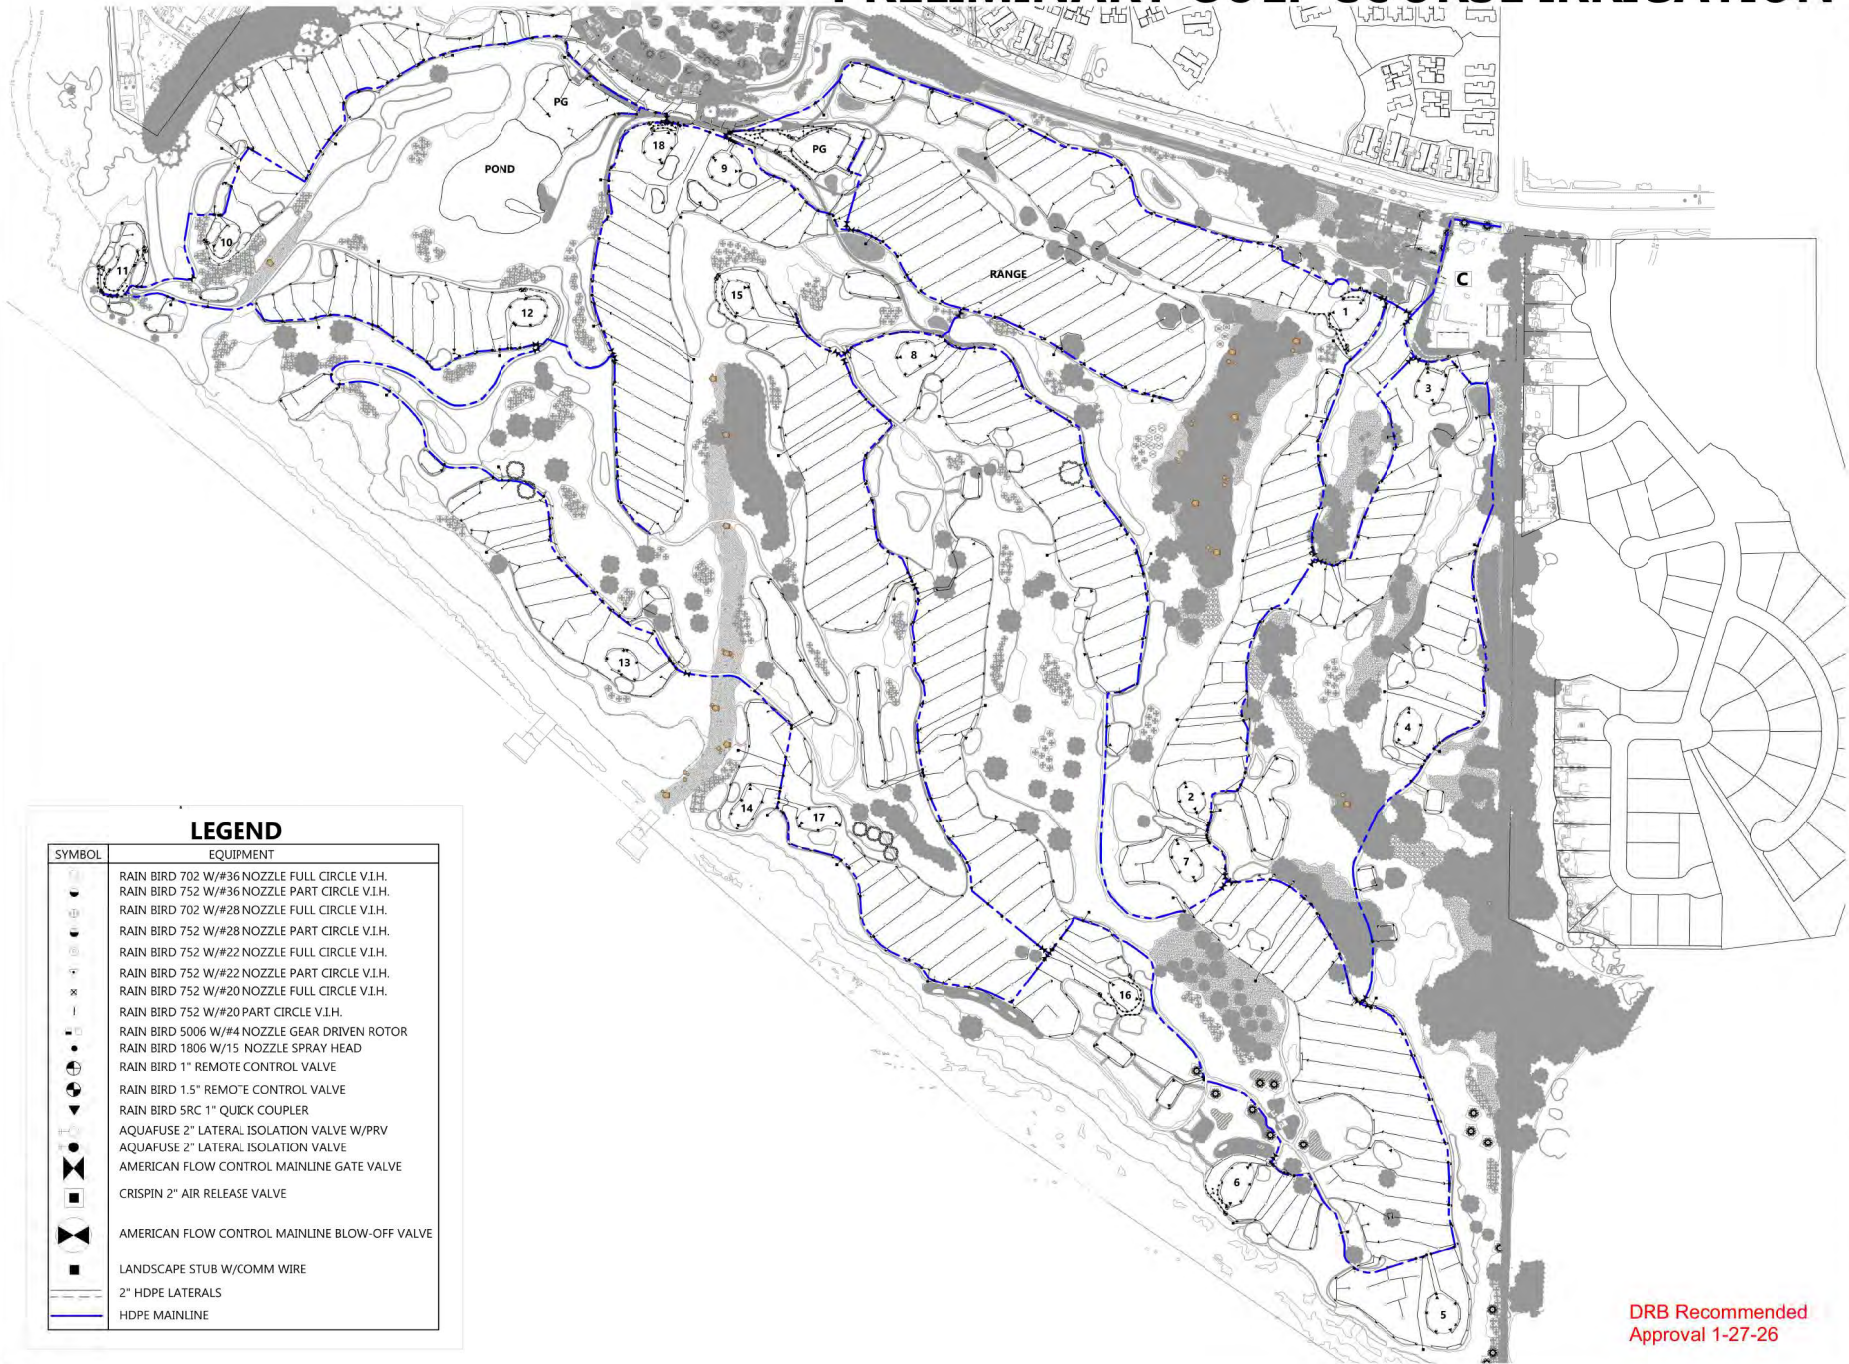 PRELIMINARY GOLF COURSE IRRIGATION
PG
18
9
PG
POND
10
11
12
15
RANGE
C
1
8
3
13
4
2
14
17
7
16
6
5
LEGEND
SYMBOL EQUIPMENT
RAIN BIRD 702 W/#36 NOZZLE FULL CIRCLE V.I.H.
RAIN BIRD 752 W/#36 NOZZLE PART CIRCLE V.I.H.
RAIN BIRD 702 W/#28 NOZZLE FULL CIRCLE V.I.H.
RAIN BIRD 752 W/#28 NOZZLE PART CIRCLE V.I.H.
RAIN BIRD 752 W/#22 NOZZLE FULL CIRCLE V.I.H.
RAIN BIRD 752 W/#22 NOZZLE PART CIRCLE V.I.H.
RAIN BIRD 752 W/#20 NOZZLE FULL CIRCLE V.I.H.
RAIN BIRD 752 W/#20 PART CIRCLE V.I.H.
RAIN BIRD 5006 W/#4 NOZZLE GEAR DRIVEN ROTOR
RAIN BIRD 1806 W/15 NOZZLE SPRAY HEAD
RAIN BIRD 1" REMOTE CONTROL VALVE
RAIN BIRD 1.5" REMOTE CONTROL VALVE
RAIN BIRD 5RC 1" QUICK COUPLER
AQUAFUSE 2" LATERAL ISOLATION VALVE W/PRV
AQUAFUSE 2" LATERAL ISOLATION VALVE
AMERICAN FLOW CONTROL MAINLINE GATE VALVE
CRISPIN 2" AIR RELEASE VALVE
AMERICAN FLOW CONTROL MAINLINE BLOW-OFF VALVE
LANDSCAPE STUB W/COMM WIRE
2" HDPE LATERALS
HDPE MAINLINE
DRB Recommended
Approval 1-27-26